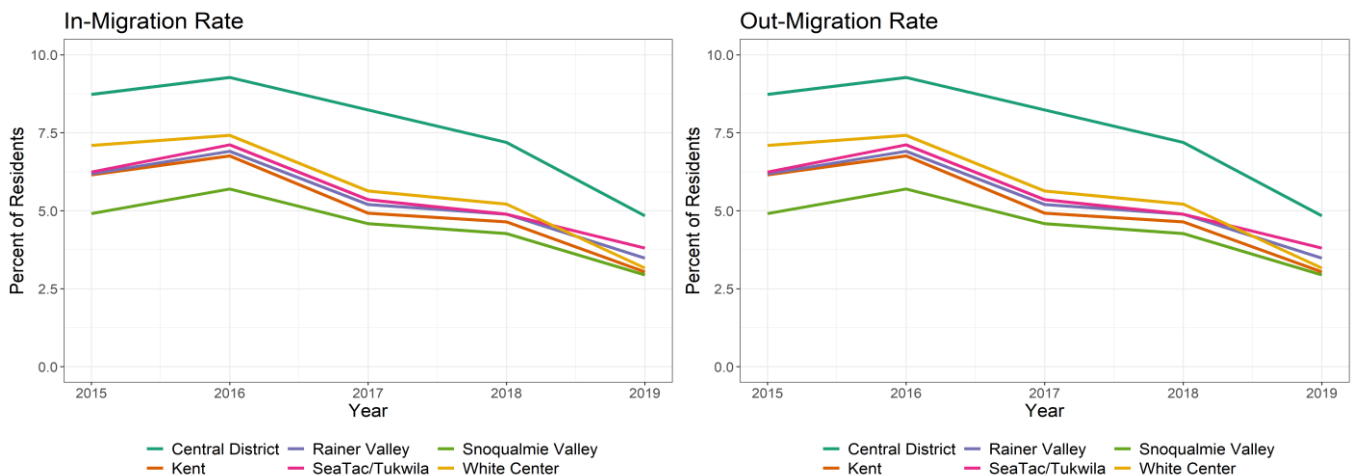 In-Migration Rate
Percent of Residents
10.0
7.5
5.0
2.5
0.0
2015 2016 2017 2018 2019
Year
Central District Rainer Valley Snoqualmie Valley
Kent SeaTac/Tukwila White Center
Out-Migration Rate
Percent of Residents
10.0
7.5
5.0
2.5
0.0
2015 2016 2017 2018 2019
Year
Central District Rainer Valley Snoqualmie Valley
Kent SeaTac/Tukwila White Center